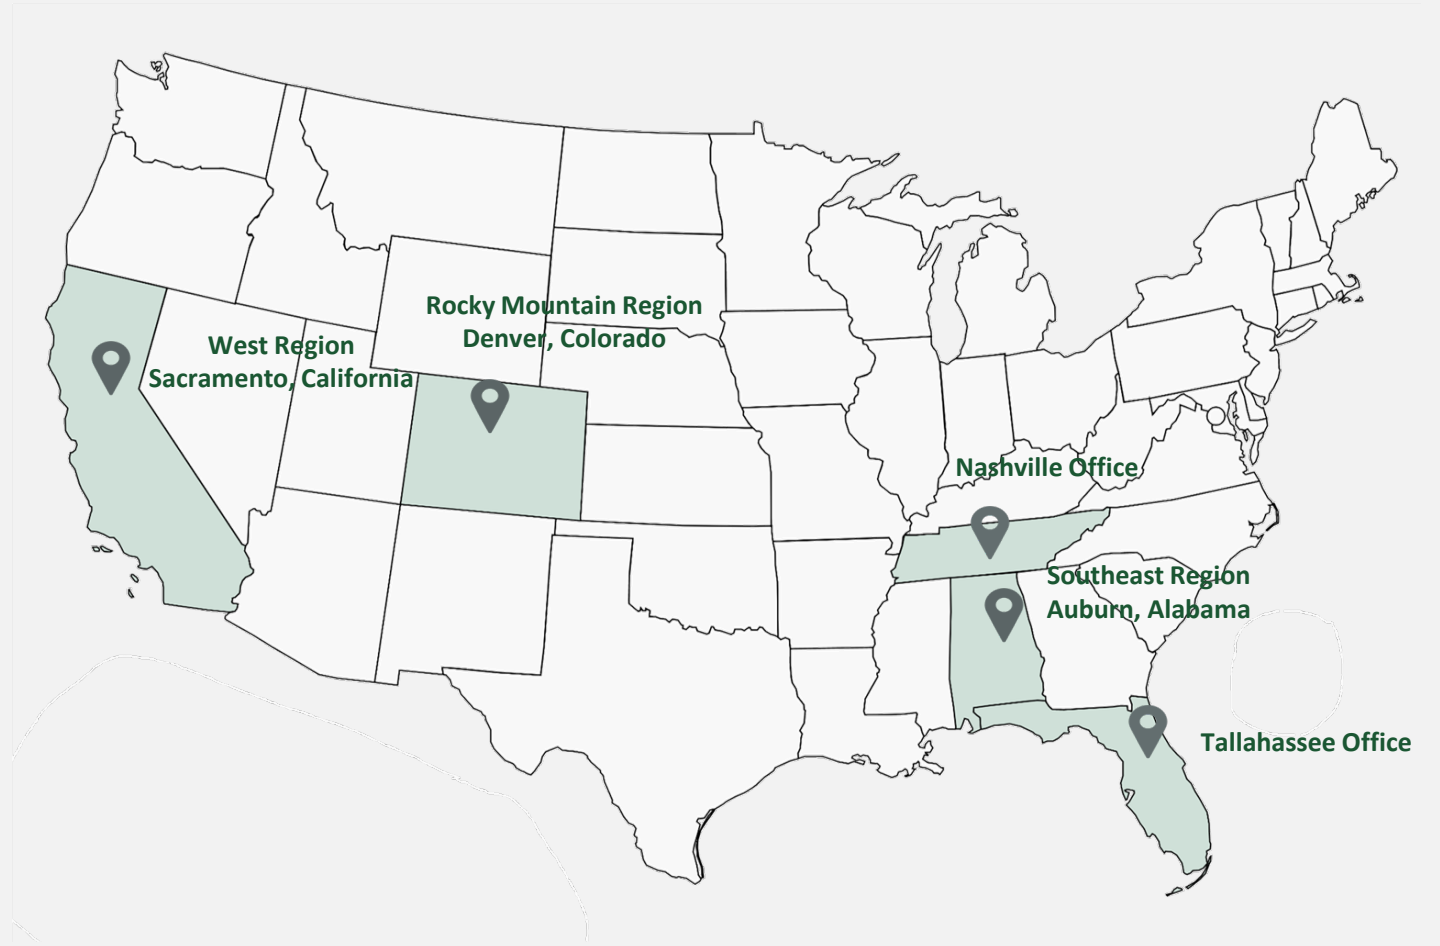 Rocky Mountain Region
Denver, Colorado
West Region
Sacramento, California
Nashville Office
Southeast Region
Auburn, Alabama
Tallahassee Office